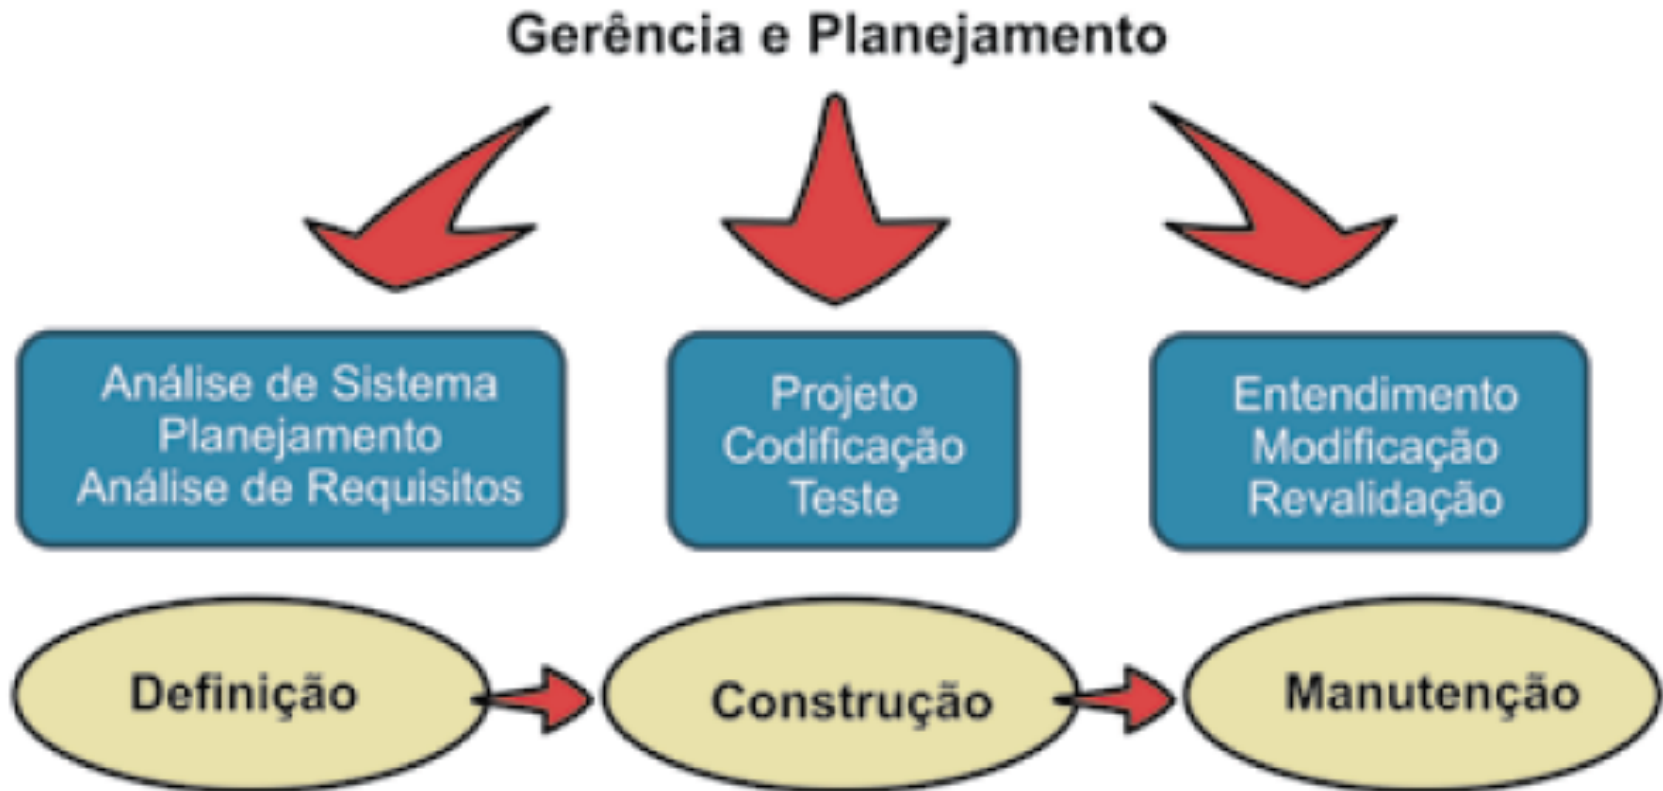 Gerência e Planejamento
Análise de Sistema
Planejamento
Análise de Requisitos
Projeto
Codificação
Teste
Entendimento
Modificação
Revalidação
Definição
Construção
Manutenção